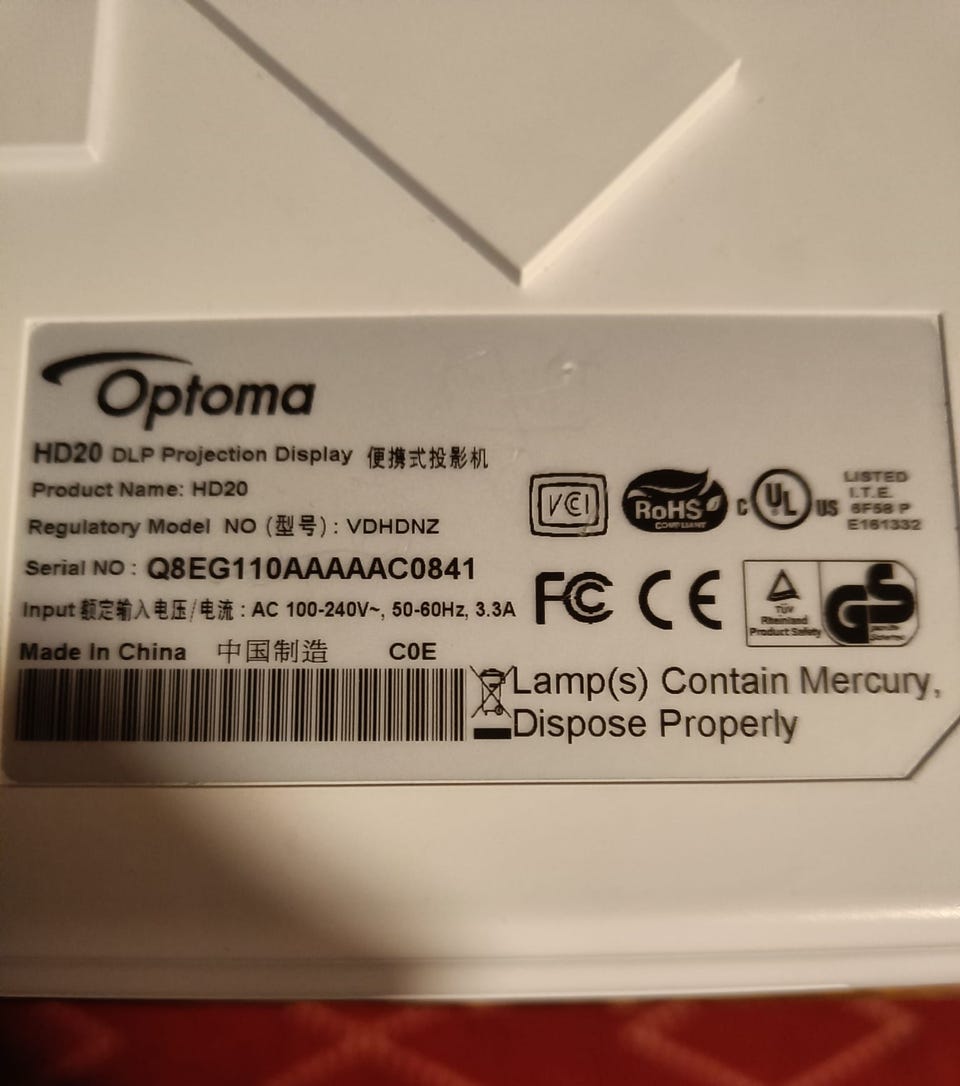 Optoma
HD20 DLP Projection Display 便携式投影机
Product Name: HD20
Regulatory Model NO (型号) : VDHDNZ
Serial NO : Q8EG110AAAAAC0841
Input 额定输入电压/电流 : AC 100-240V~, 50-60Hz, 3.3A
Made in China 中国制造 C0E
VCCI
RoHS
COMPLIANT
C UL US
LISTED
I.T.E.
6F58 P
E161332
FC CE
TÜV
Rheinland
Product Safety
GS
Lamp(s) Contain Mercury,
Dispose Properly